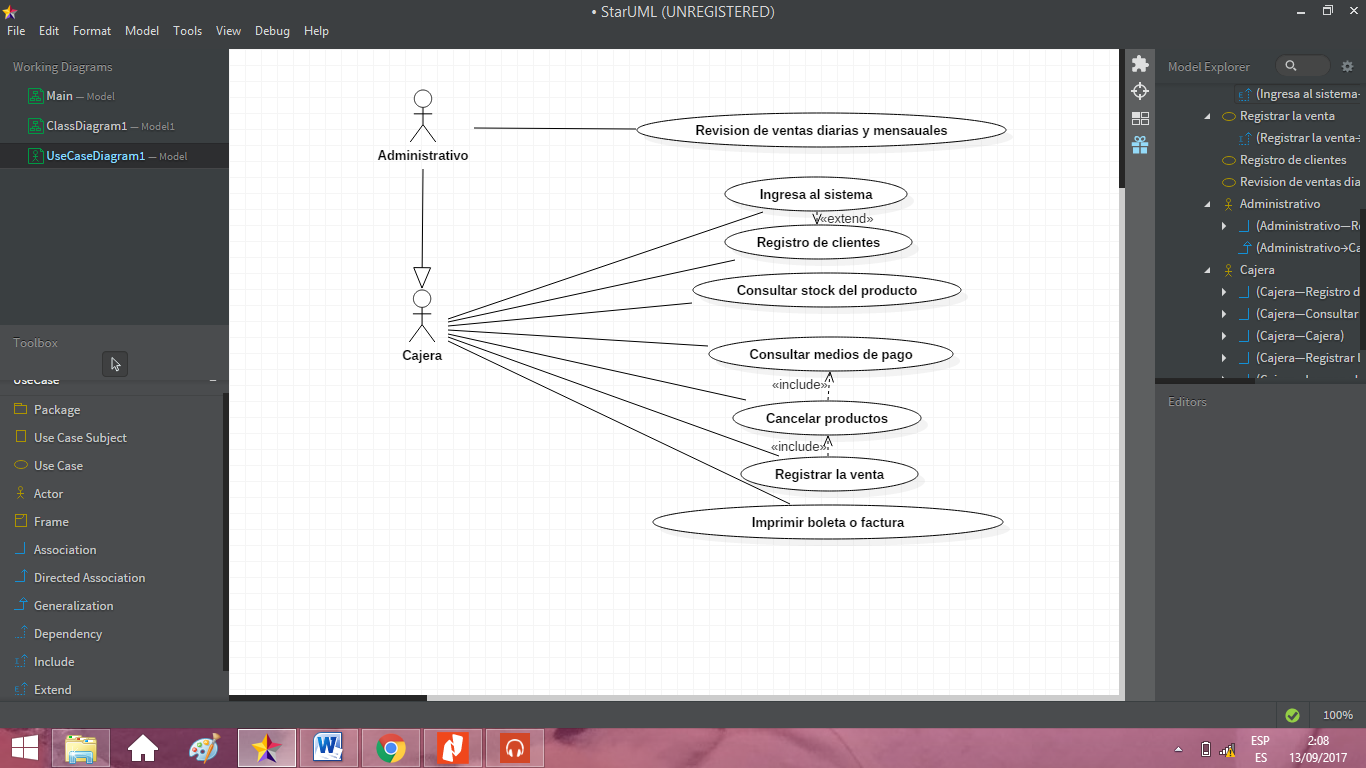 • StarUML (UNREGISTERED)
File Edit Format Model Tools View Debug Help
Working Diagrams
Main — Model
ClassDiagram1 — Model1
UseCaseDiagram1 — Model
Toolbox
UseCase
Package
Use Case Subject
Use Case
Actor
Frame
Association
Directed Association
Generalization
Dependency
Include
Extend
Administrativo
Revision de ventas diarias y mensauales
Ingresa al sistema
«extend»
Registro de clientes
Consultar stock del producto
Cajera
Consultar medios de pago
«include»
Cancelar productos
«include»
Registrar la venta
Imprimir boleta o factura
Model Explorer
(Ingresa al sistema-
Registrar la venta
(Registrar la venta-
Registro de clientes
Revision de ventas dia
Administrativo
(Administrativo—Re
(Administrativo→Ca
Cajera
(Cajera—Registro d
(Cajera—Consultar
(Cajera—Cajera)
(Cajera—Registrar l
Editors
100%
ESP
ES
2:08
13/09/2017